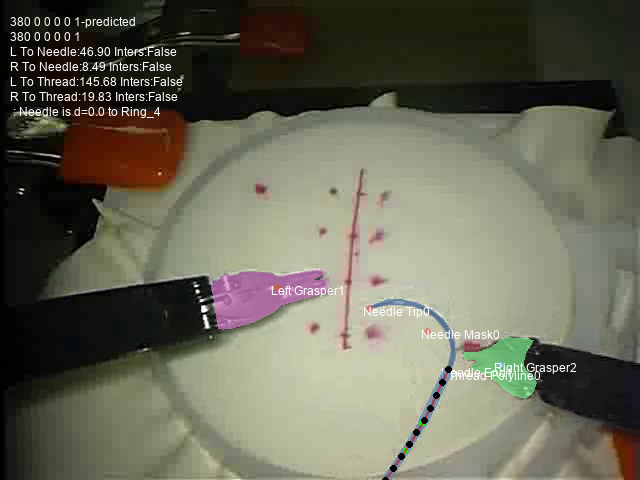 380 0 0 0 0 1-predicted
380 0 0 0 0 1
L To Needle:46.90 Inters:False
R To Needle:8.49 Inters:False
L To Thread:145.68 Inters:False
R To Thread:19.83 Inters:False
: Needle is d=0.0 to Ring_4
Left Grasper1
Needle Tip0
Needle Mask0
Right Grasper2
Thread Polyline0